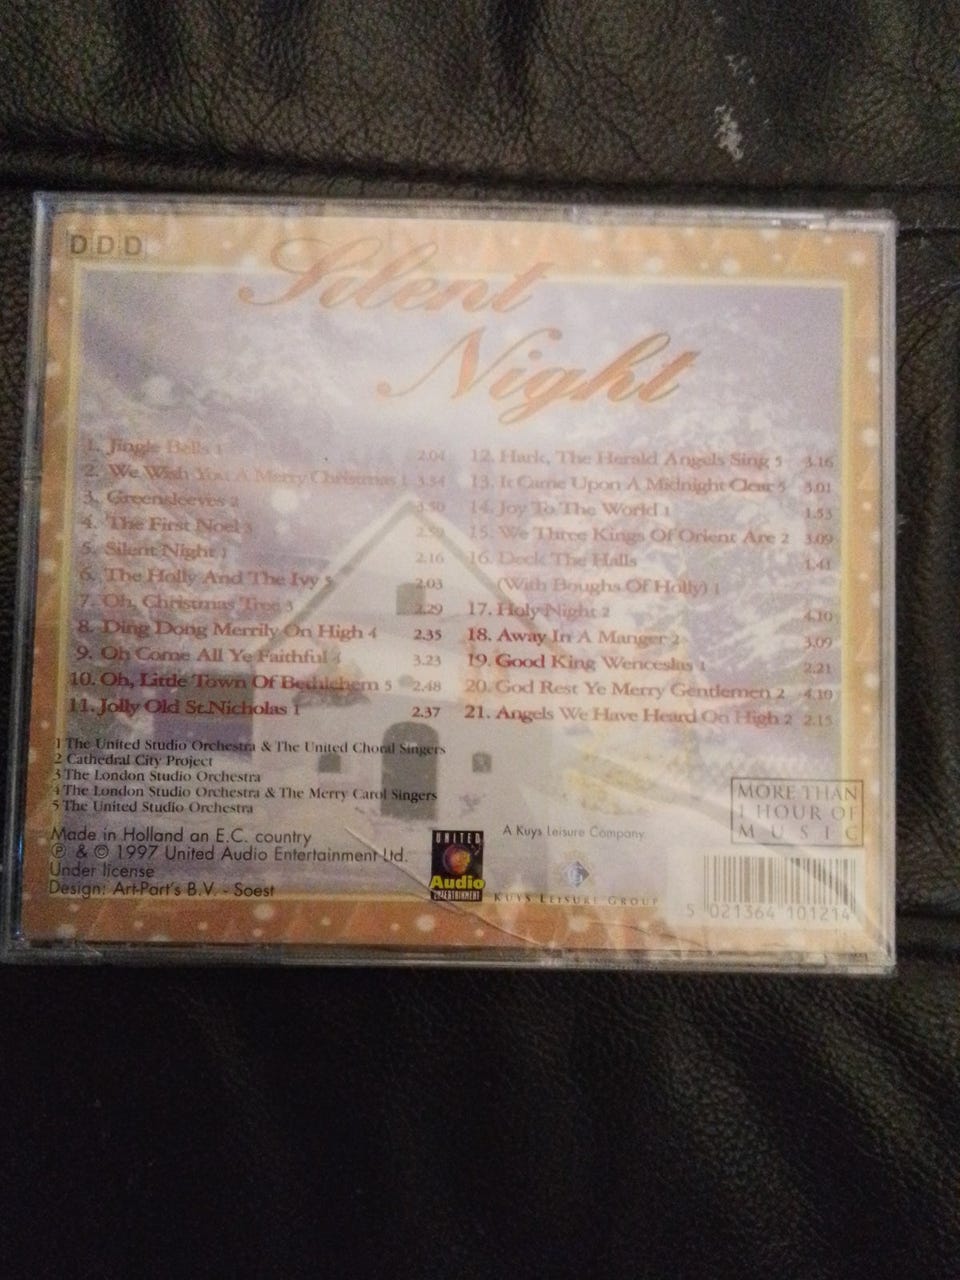 DDD
Silent
Night
1. Jingle Bells 1 2.04
2. We Wish You A Merry Christmas 1 3.34
3. Greensleeves 2 3.50
4. The First Noel 3
5. Silent Night 1 2.16
6. The Holly And The Ivy 5 2.03
7. Oh, Christmas Tree 3 2.29
8. Ding Dong Merrily On High 4 2.35
9. Oh Come All Ye Faithful 4 3.23
10. Oh, Little Town Of Bethlehem 5 2.48
11. Jolly Old St.Nicholas 1 2.37
12. Hark, The Herald Angels Sing 5 3.16
13. It Came Upon A Midnight Clear 5 3.01
14. Joy To The World 1 1.53
15. We Three Kings Of Orient Are 2 3.09
16. Deck The Halls 1.41
(With Boughs Of Holly) 1
17. Holy Night 2 4.10
18. Away In A Manger 2 3.09
19. Good King Wenceslas 1 2.21
20. God Rest Ye Merry Gentlemen 2 4.10
21. Angels We Have Heard On High 2 2.15
1 The United Studio Orchestra & The United Choral Singers
2 Cathedral City Project
3 The London Studio Orchestra
4 The London Studio Orchestra & The Merry Carol Singers
5 The United Studio Orchestra
Made in Holland an E.C. country
℗ & © 1997 United Audio Entertainment Ltd.
Under license
Design: Art-Part's B.V. - Soest
UNITED
Audio
ENTERTAINMENT
A Kuys Leisure Company
KUYS LEISURE GROUP
MORE THAN
1 HOUR OF
MUSIC
5 021364 101214